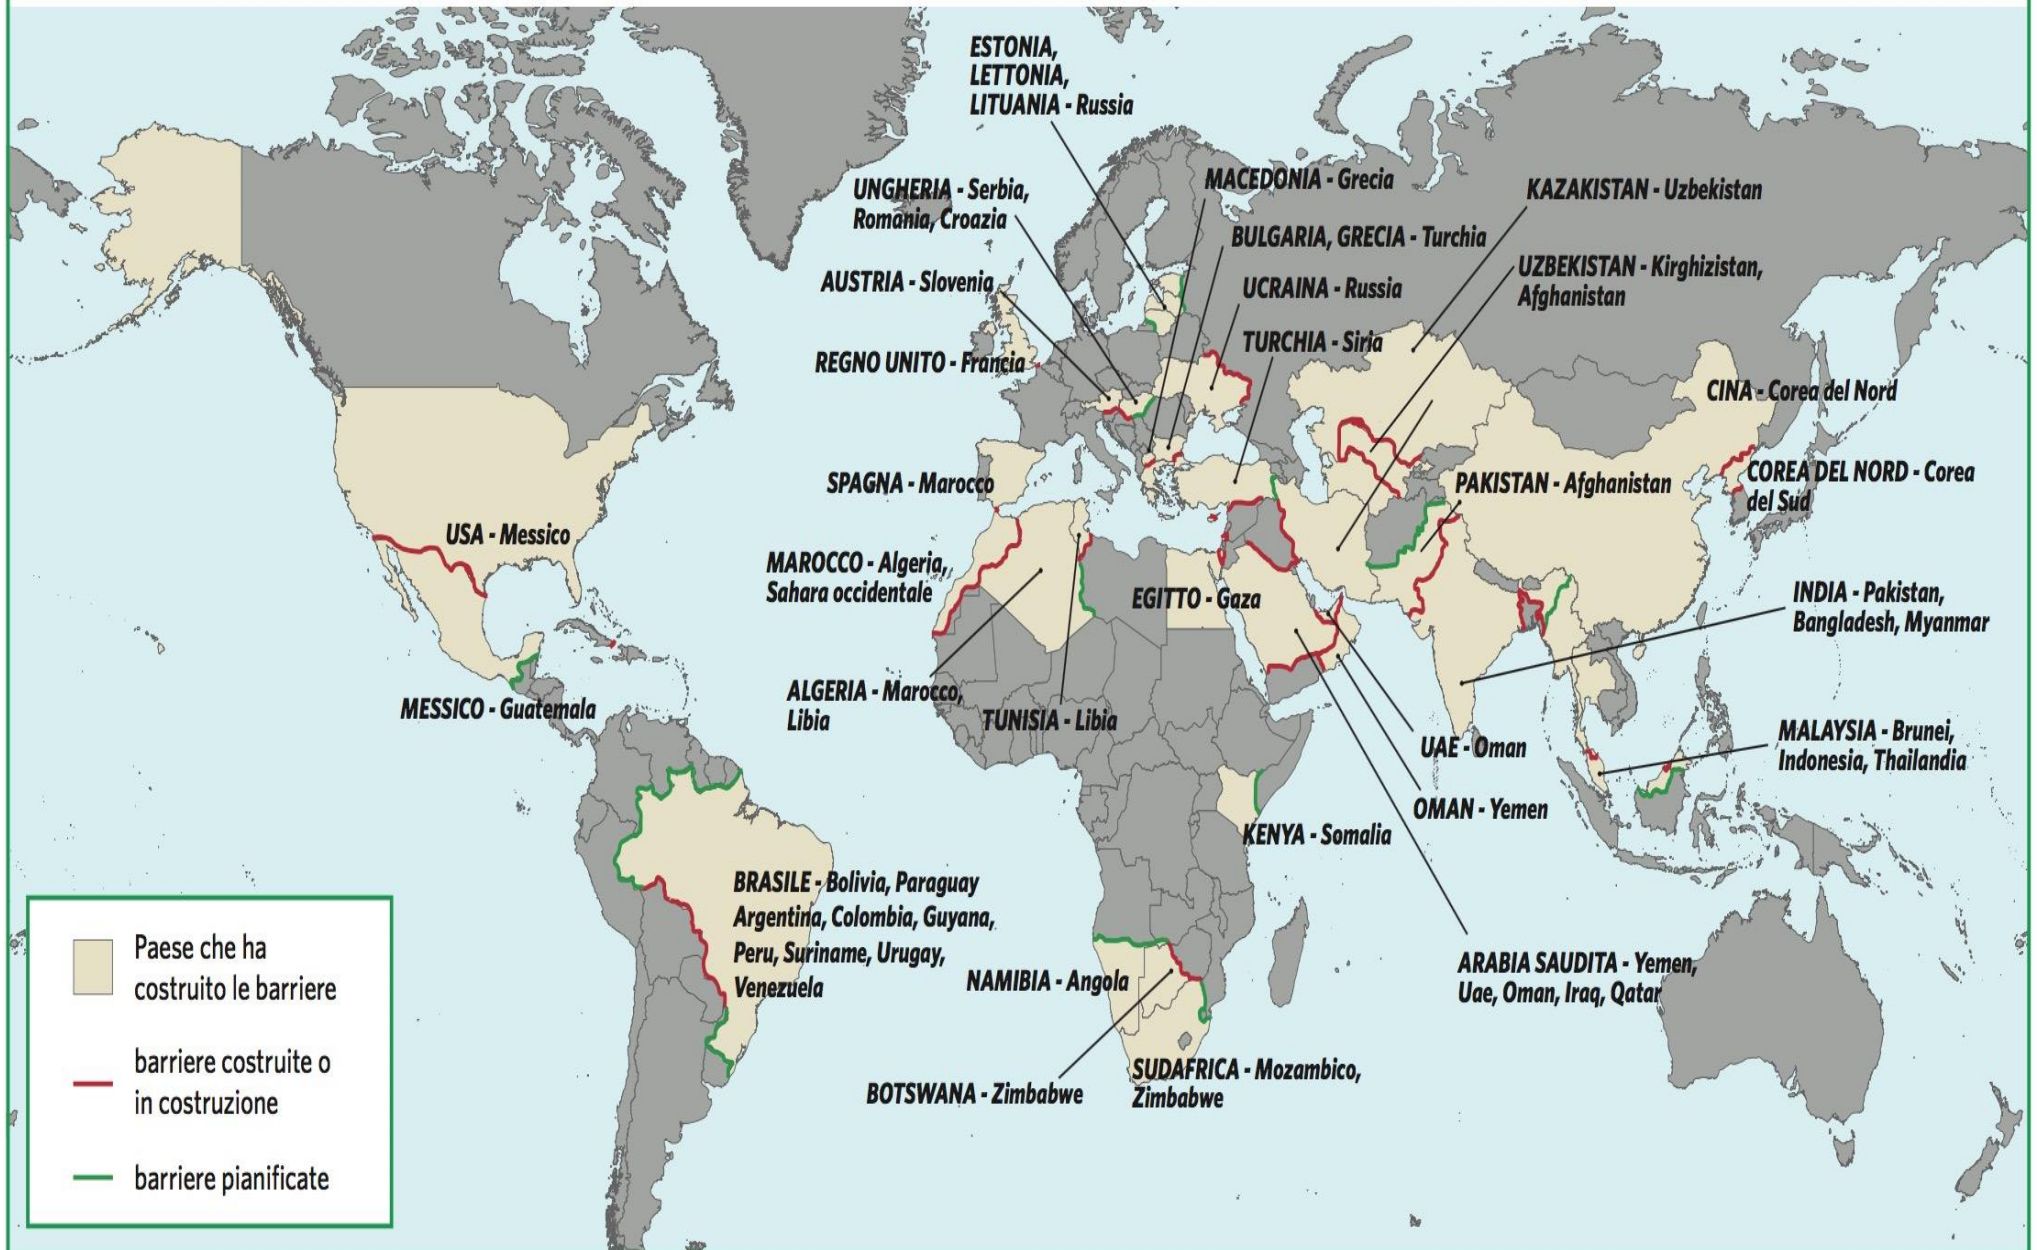 ESTONIA,
LETTONIA,
LITUANIA - Russia
UNGHERIA - Serbia,
Romania, Croazia
MACEDONIA - Grecia
KAZAKISTAN - Uzbekistan
BULGARIA, GRECIA - Turchia
AUSTRIA - Slovenia
UCRAINA - Russia
UZBEKISTAN - Kirghizistan,
Afghanistan
REGNO UNITO - Francia
TURCHIA - Siria
CINA - Corea del Nord
SPAGNA - Marocco
PAKISTAN - Afghanistan
COREA DEL NORD - Corea
del Sud
USA - Messico
MAROCCO - Algeria,
Sahara occidentale
EGITTO - Gaza
INDIA - Pakistan,
Bangladesh, Myanmar
MESSICO - Guatemala
ALGERIA - Marocco,
Libia
TUNISIA - Libia
UAE - Oman
MALAYSIA - Brunei,
Indonesia, Thailandia
OMAN - Yemen
KENYA - Somalia
BRASILE - Bolivia, Paraguay
Argentina, Colombia, Guyana,
Peru, Suriname, Urugay,
Venezuela
NAMIBIA - Angola
ARABIA SAUDITA - Yemen,
Uae, Oman, Iraq, Qatar
BOTSWANA - Zimbabwe
SUDAFRICA - Mozambico,
Zimbabwe
Paese che ha
costruito le barriere
barriere costruite o
in costruzione
barriere pianificate